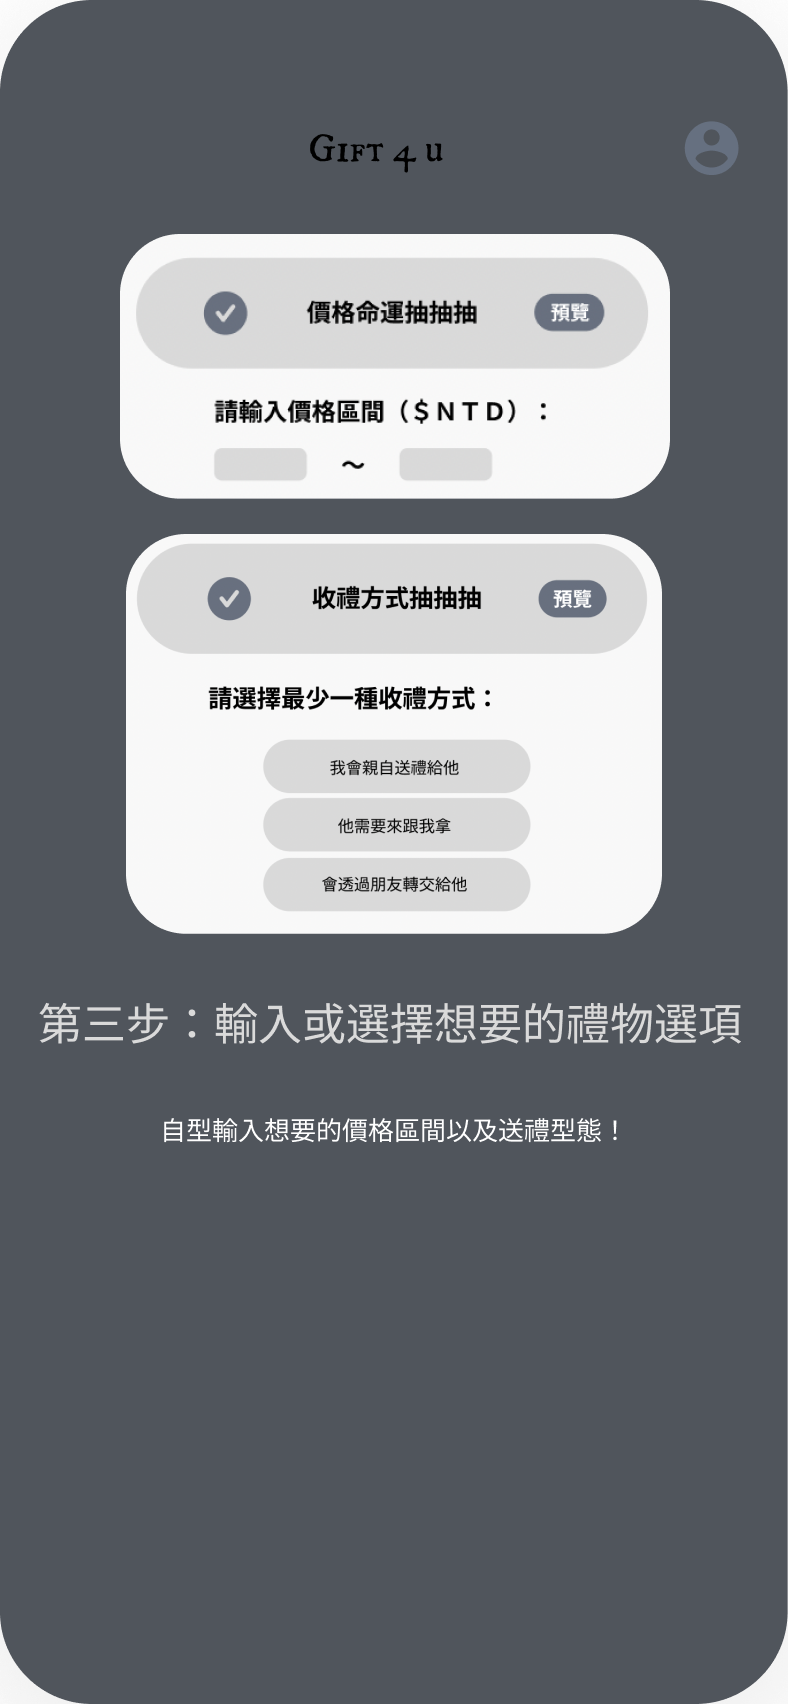 Gift 4 u
價格命運抽抽抽 預覽
請輸入價格區間（＄ＮＴＤ）：
～
收禮方式抽抽抽 預覽
請選擇最少一種收禮方式：
我會親自送禮給他
他需要來跟我拿
會透過朋友轉交給他
第三步：輸入或選擇想要的禮物選項
自型輸入想要的價格區間以及送禮型態！